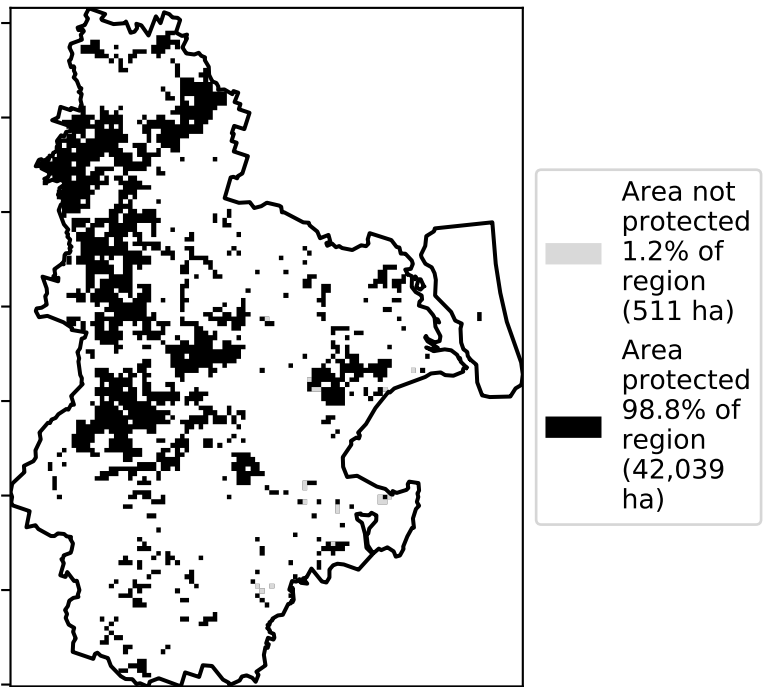 Area not
protected
1.2% of
region
(511 ha)
Area
protected
98.8% of
region
(42,039
ha)